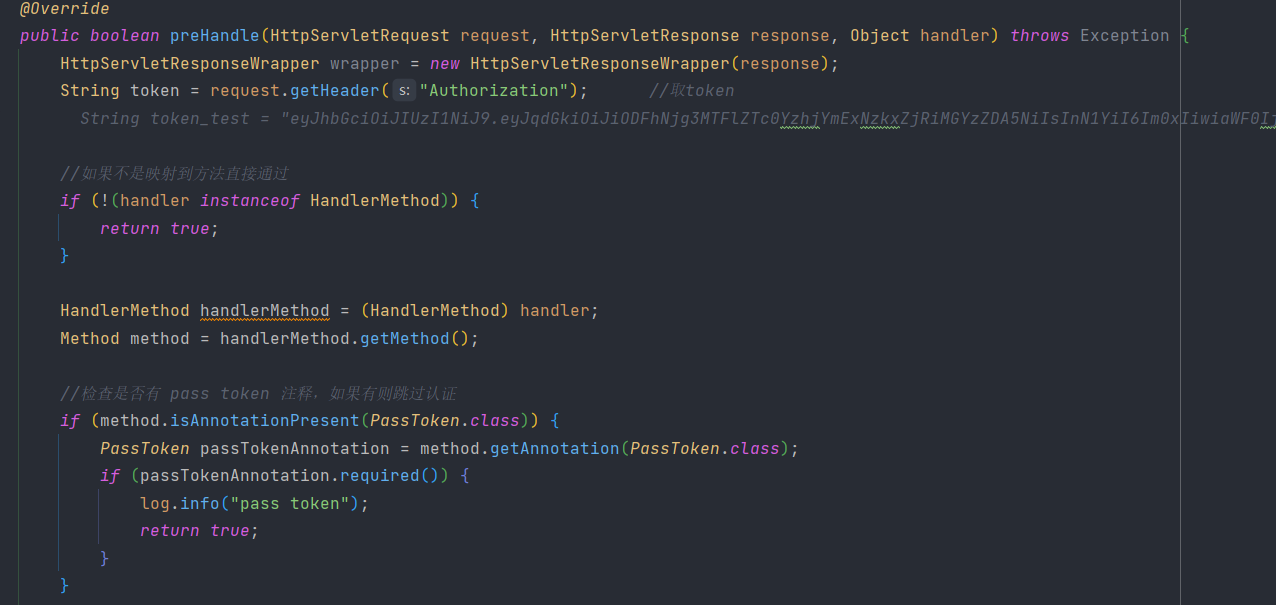 @Override
public boolean preHandle(HttpServletRequest request, HttpServletResponse response, Object handler) throws Exception {
HttpServletResponseWrapper wrapper = new HttpServletResponseWrapper(response);
String token = request.getHeader( s: "Authorization");      //取token
String token_test = "eyJhbGciOiJIUzI1NiJ9.eyJqdGkiOiJiODFhNjg3MTFlZTc0YzhjYmExNzkxZjRiMGYzZDA5NiIsInN1YiI6Im0xIiwiaWF0Ij
//如果不是映射到方法直接通过
if (!(handler instanceof HandlerMethod)) {
return true;
}
HandlerMethod handlerMethod = (HandlerMethod) handler;
Method method = handlerMethod.getMethod();
//检查是否有 pass token 注释，如果有则跳过认证
if (method.isAnnotationPresent(PassToken.class)) {
PassToken passTokenAnnotation = method.getAnnotation(PassToken.class);
if (passTokenAnnotation.required()) {
log.info("pass token");
return true;
}
}